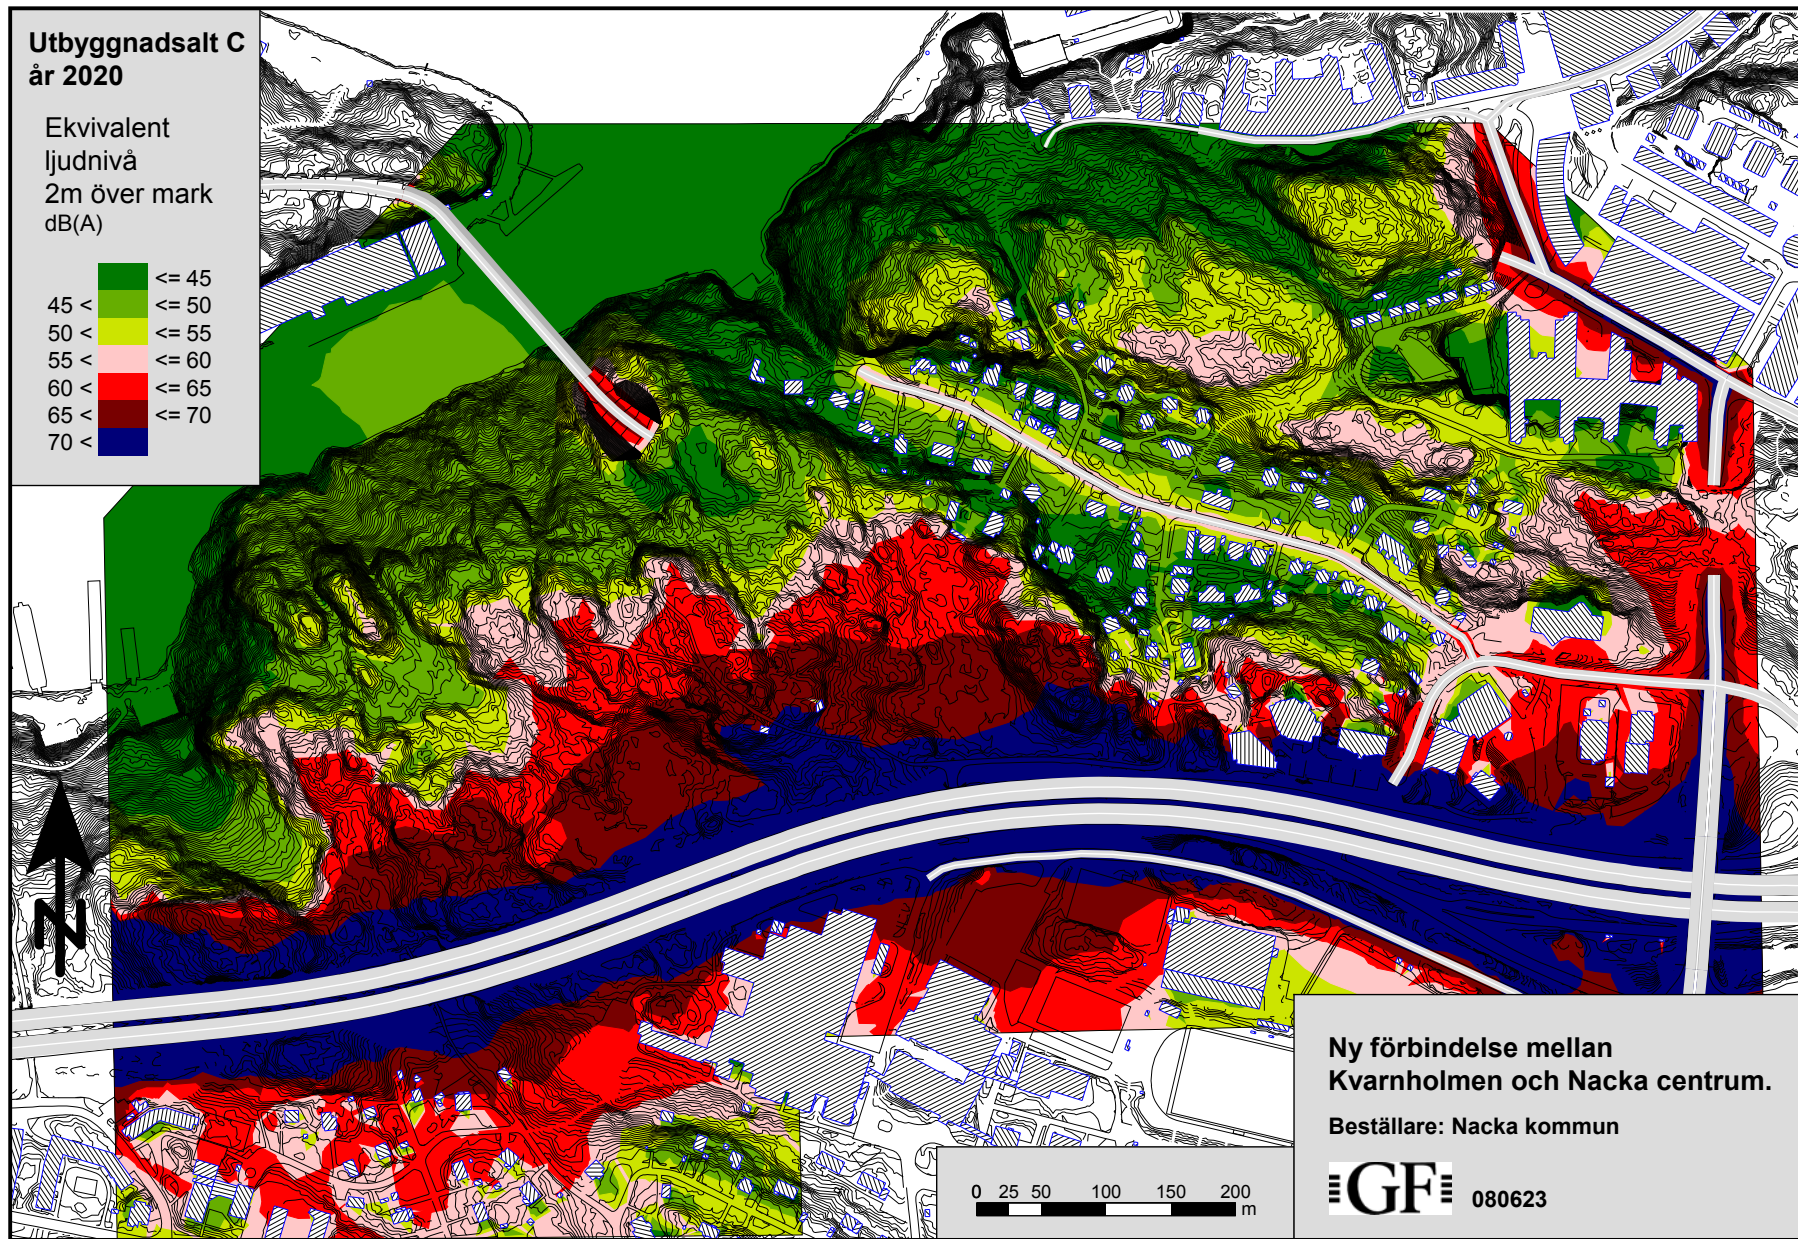 Utbyggnadsalt C
år 2020
Ekvivalent
ljudnivå
2m över mark
dB(A)
<= 45
45 < <= 50
50 < <= 55
55 < <= 60
60 < <= 65
65 < <= 70
70 <
N
0 25 50 100 150 200
m
Ny förbindelse mellan
Kvarnholmen och Nacka centrum.
Beställare: Nacka kommun
GF 080623